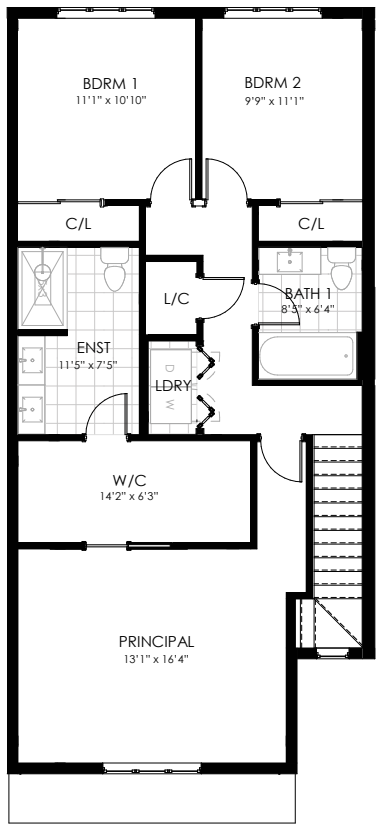 BDRM 1
11'1" x 10'10"
BDRM 2
9'9" x 11'1"
C/L
C/L
L/C
BATH 1
8'5" x 6'4"
ENST
11'5" x 7'5"
LDRY
D W
W/C
14'2" x 6'3"
PRINCIPAL
13'1" x 16'4"